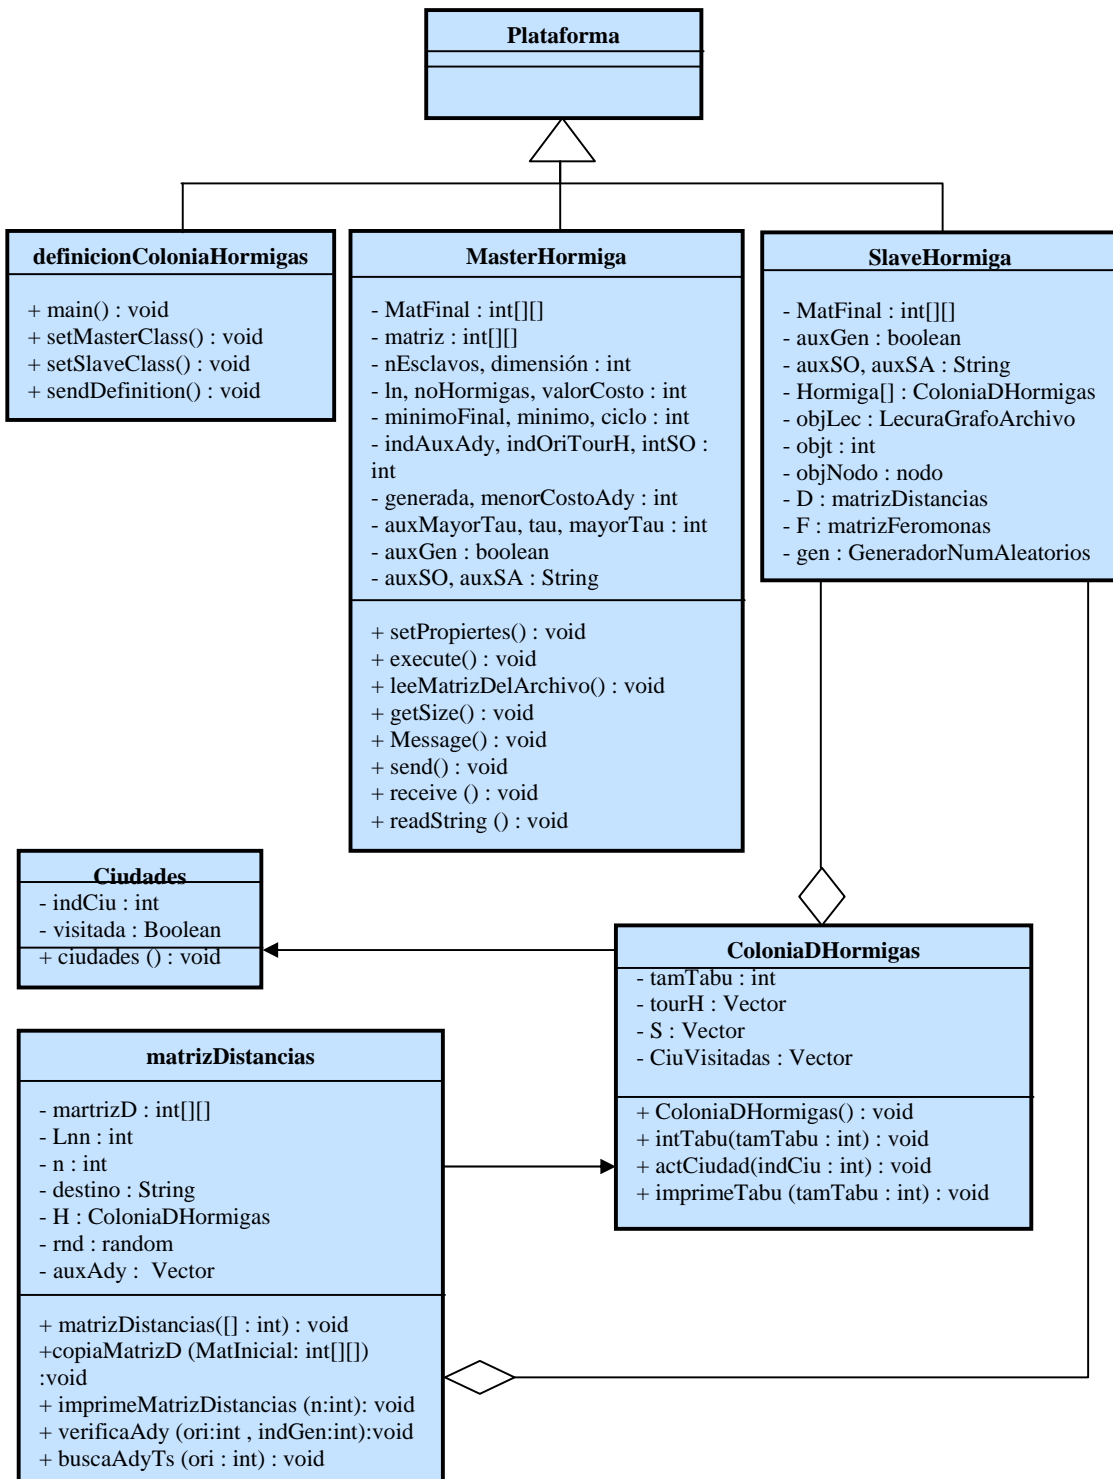 Plataforma
definicionColoniaHormigas
+ main() : void
+ setMasterClass() : void
+ setSlaveClass() : void
+ sendDefinition() : void
MasterHormiga
- MatFinal : int[][]
- matriz : int[][]
- nEsclavos, dimensión : int
- ln, noHormigas, valorCosto : int
- minimoFinal, minimo, ciclo : int
- indAuxAdy, indOriTourH, intSO :
int
- generada, menorCostoAdy : int
- auxMayorTau, tau, mayorTau : int
- auxGen : boolean
- auxSO, auxSA : String
+ setPropiertes() : void
+ execute() : void
+ leeMatrizDelArchivo() : void
+ getSize() : void
+ Message() : void
+ send() : void
+ receive () : void
+ readString () : void
SlaveHormiga
- MatFinal : int[][]
- auxGen : boolean
- auxSO, auxSA : String
- Hormiga[] : ColoniaDHormigas
- objLec : LecuraGrafoArchivo
- objt : int
- objNodo : nodo
- D : matrizDistancias
- F : matrizFeromonas
- gen : GeneradorNumAleatorios
Ciudades
- indCiu : int
- visitada : Boolean
+ ciudades () : void
ColoniaDHormigas
- tamTabu : int
- tourH : Vector
- S : Vector
- CiuVisitadas : Vector
+ ColoniaDHormigas() : void
+ intTabu(tamTabu : int) : void
+ actCiudad(indCiu : int) : void
+ imprimeTabu (tamTabu : int) : void
matrizDistancias
- martrizD : int[][]
- Lnn : int
- n : int
- destino : String
- H : ColoniaDHormigas
- rnd : random
- auxAdy :  Vector
+ matrizDistancias([] : int) : void
+copiaMatrizD (MatInicial: int[][])
:void
+ imprimeMatrizDistancias (n:int): void
+ verificaAdy (ori:int , indGen:int):void
+ buscaAdyTs (ori : int) : void